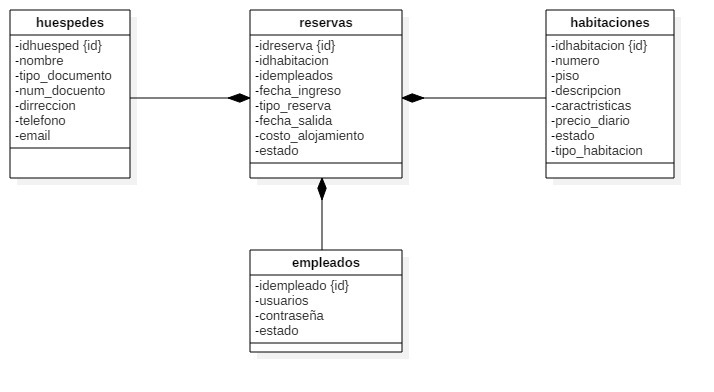 huespedes
-idhuesped {id}
-nombre
-tipo_documento
-num_docuento
-dirreccion
-telefono
-email
reservas
-idreserva {id}
-idhabitacion
-idempleados
-fecha_ingreso
-tipo_reserva
-fecha_salida
-costo_alojamiento
-estado
habitaciones
-idhabitacion {id}
-numero
-piso
-descripcion
-caractristicas
-precio_diario
-estado
-tipo_habitacion
empleados
-idempleado {id}
-usuarios
-contraseña
-estado